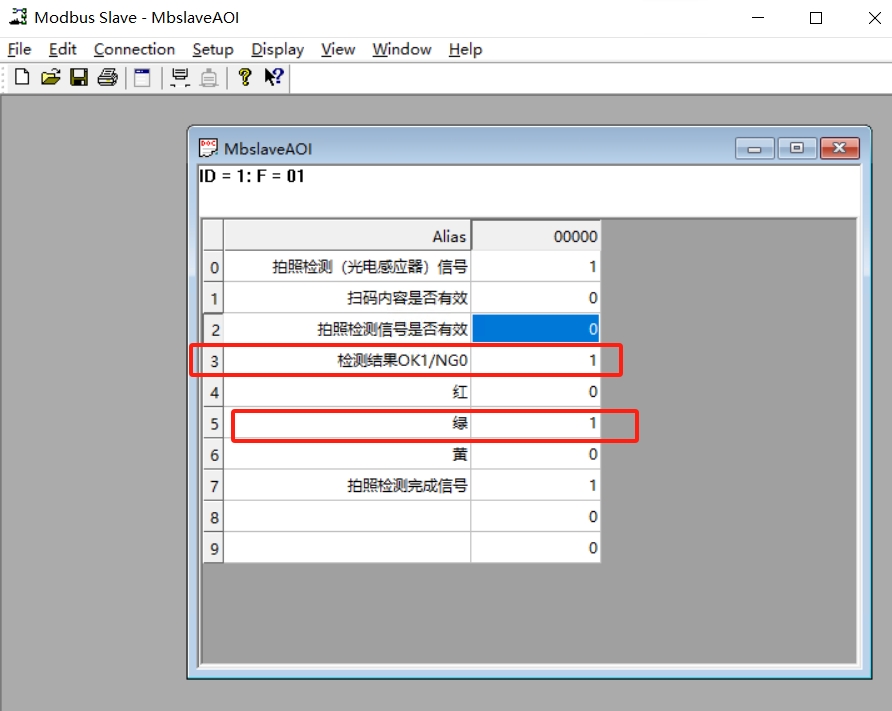 Modbus Slave - MbslaveAOI
File Edit Connection Setup Display View Window Help
MbslaveAOI
ID = 1: F = 01
Alias 00000
0 拍照检测（光电感应器）信号 1
1 扫码内容是否有效 0
2 拍照检测信号是否有效 0
3 检测结果OK1/NG0 1
4 红 0
5 绿 1
6 黄 0
7 拍照检测完成信号 1
8 0
9 0